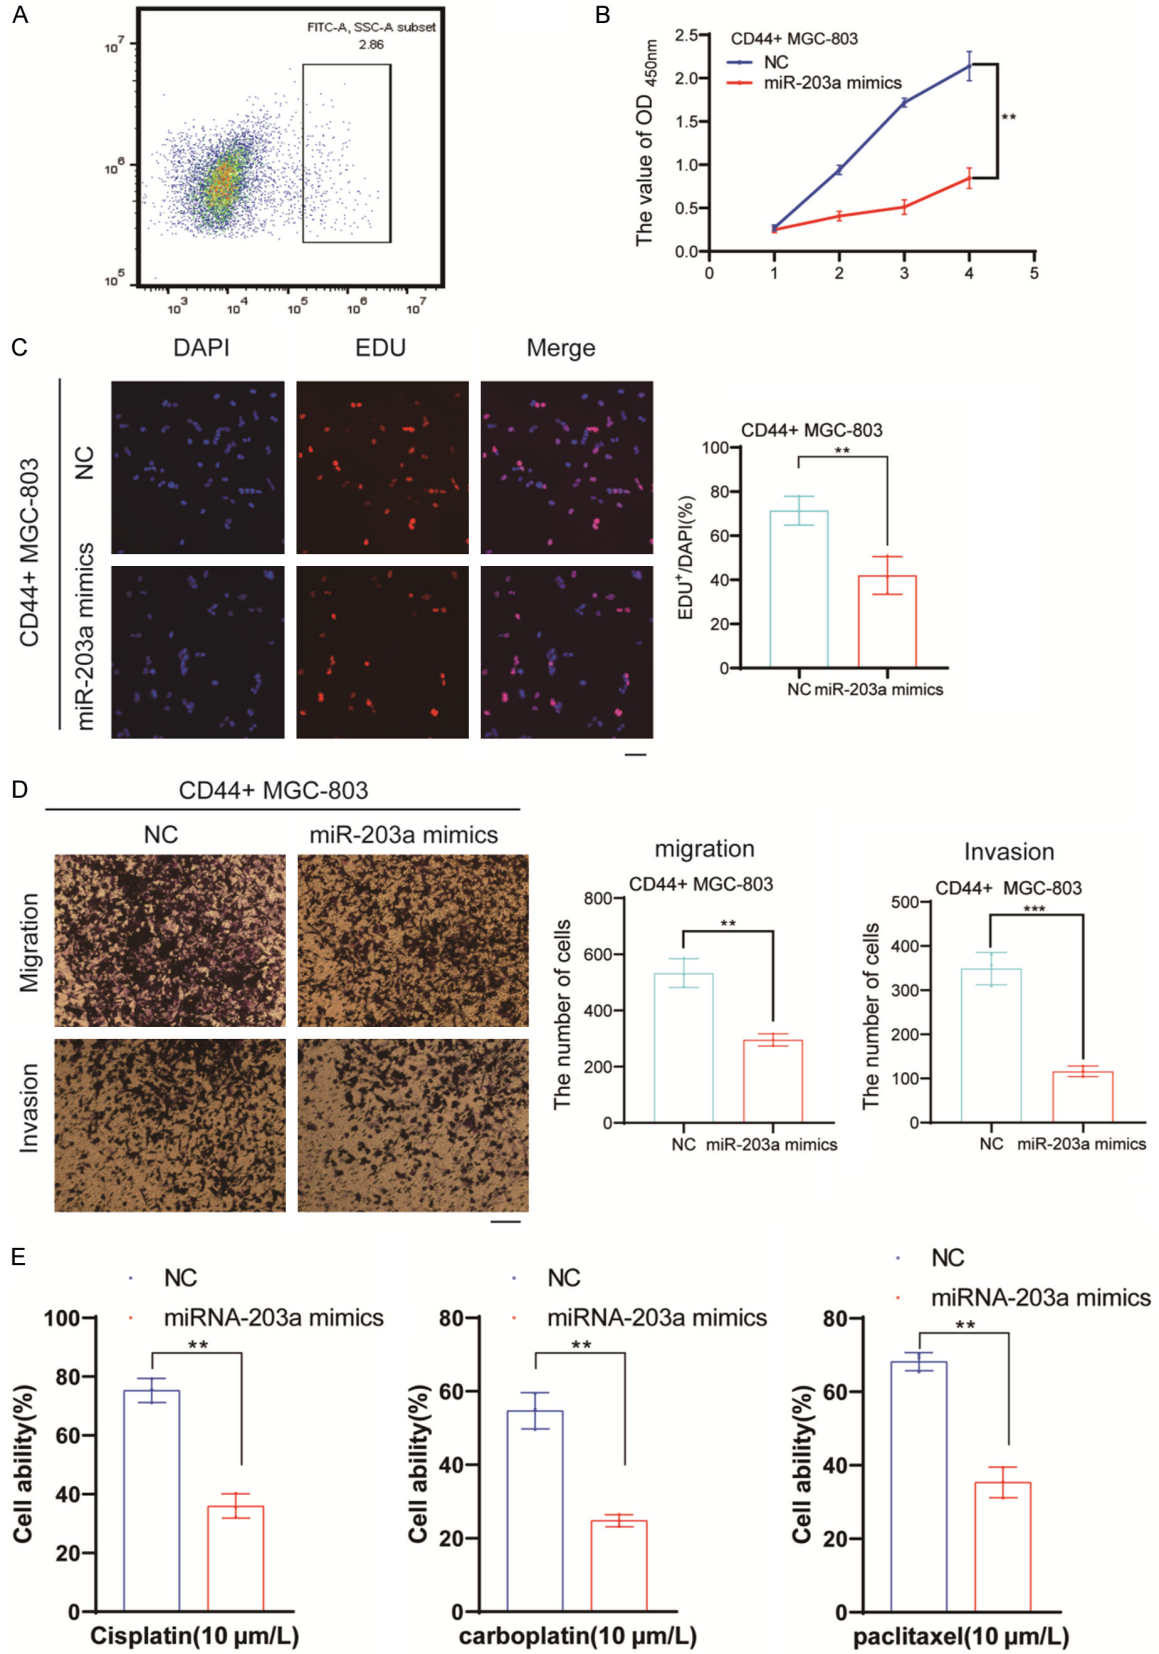 A
FITC-A, SSC-A subset
2.86
10^7
10^6
10^5
10^3 10^4 10^5 10^6 10^7
B
CD44+ MGC-803
NC
miR-203a mimics
The value of OD 450nm
2.5
2.0
1.5
1.0
0.5
0.0
0 1 2 3 4 5
**
C
DAPI EDU Merge
CD44+ MGC-803
NC
miR-203a mimics
CD44+ MGC-803
**
EDU+/DAPI(%)
100
80
60
40
20
0
NC miR-203a mimics
D
CD44+ MGC-803
NC miR-203a mimics
Migration
Invasion
migration
CD44+ MGC-803
**
The number of cells
800
600
400
200
0
NC miR-203a mimics
Invasion
CD44+ MGC-803
***
The number of cells
500
400
300
200
100
0
NC miR-203a mimics
E
NC
miRNA-203a mimics
**
Cell ability(%)
100
80
60
40
20
0
Cisplatin(10 μm/L)
NC
miRNA-203a mimics
**
Cell ability(%)
80
60
40
20
0
carboplatin(10 μm/L)
NC
miRNA-203a mimics
**
Cell ability(%)
80
60
40
20
0
paclitaxel(10 μm/L)